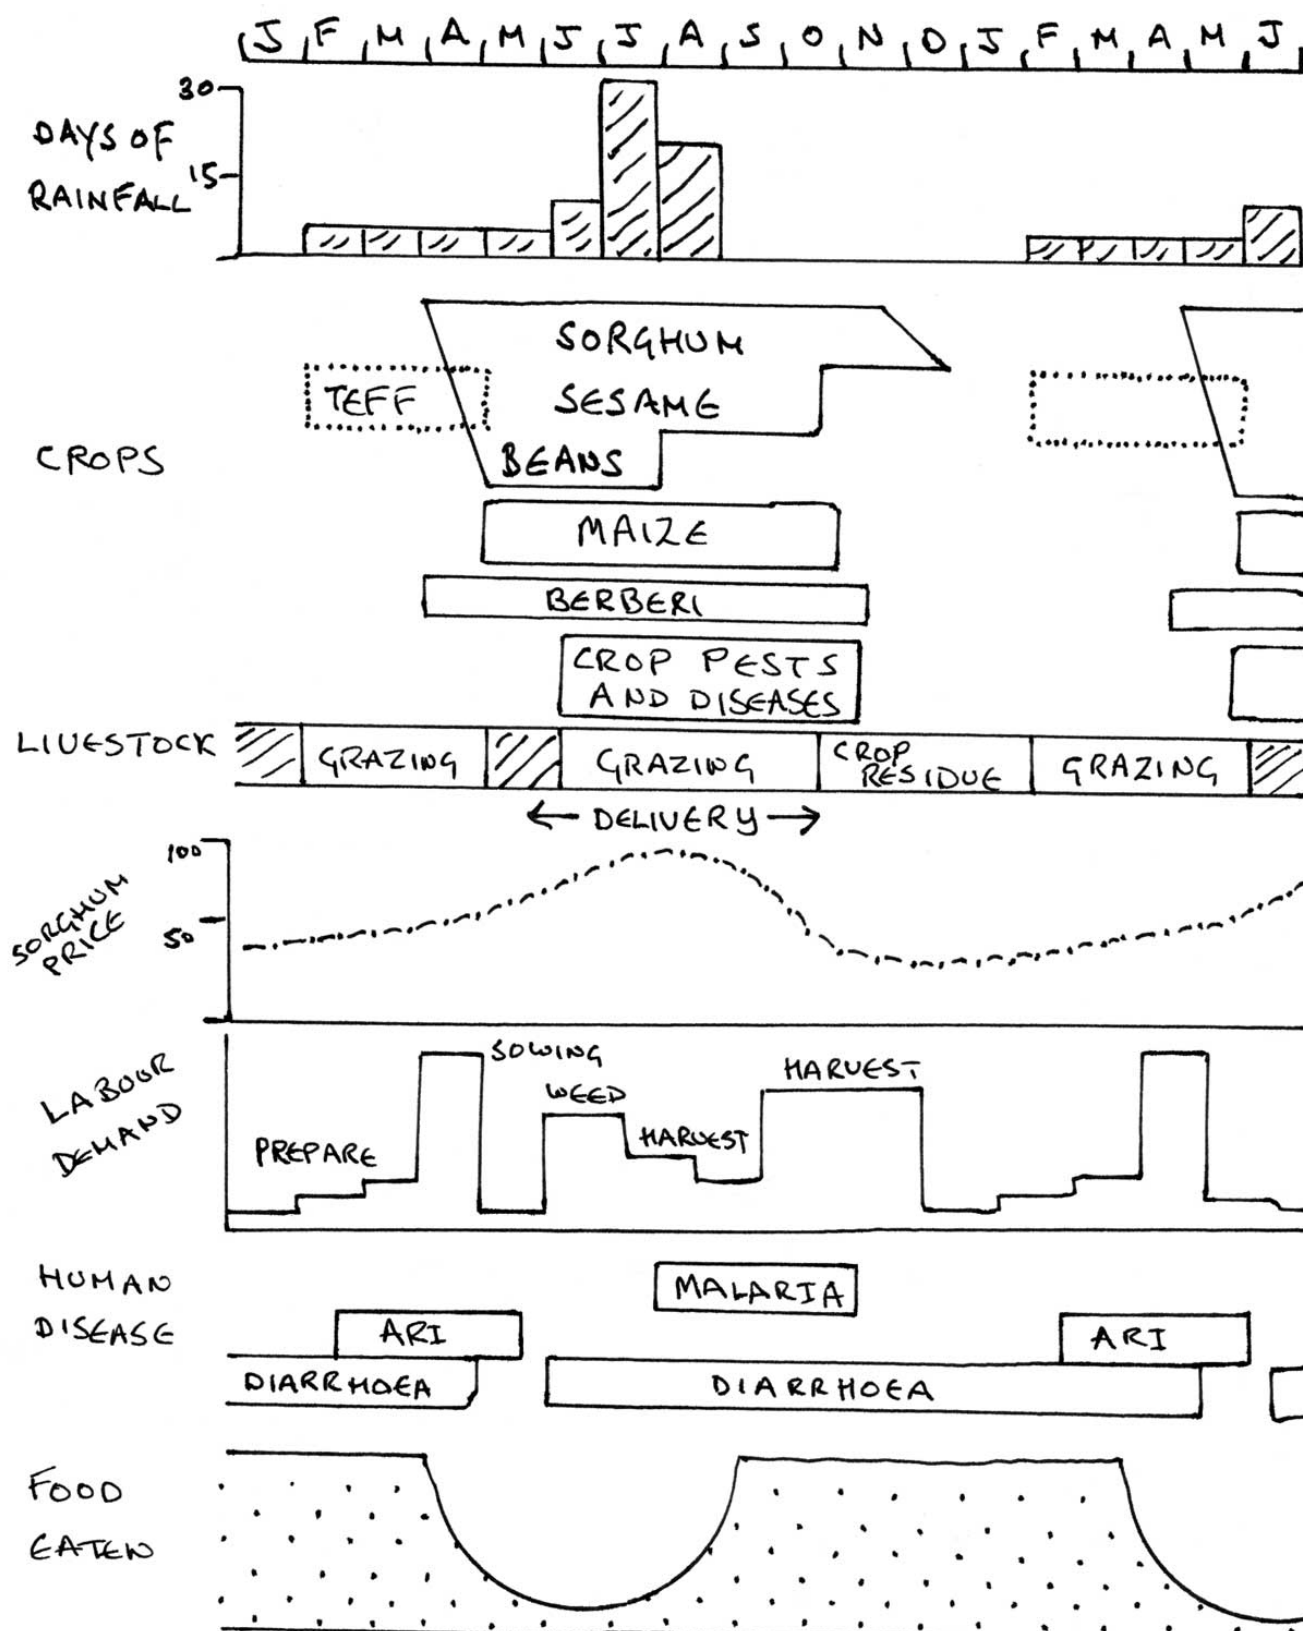 J F M A M J J A S O N D J F M A M J
30
DAYS OF
15
RAINFALL
SORGHUM
TEFF
SESAME
CROPS
BEANS
MAIZE
BERBERI
CROP PESTS
AND DISEASES
LIVESTOCK
GRAZING
GRAZING
CROP
RESIDUE
GRAZING
← DELIVERY →
100
SORGHUM
PRICE
50
LABOUR
DEMAND
SOWING
WEED
HARVEST
HARVEST
PREPARE
HUMAN
DISEASE
MALARIA
ARI
ARI
DIARRHOEA
DIARRHOEA
FOOD
EATEN